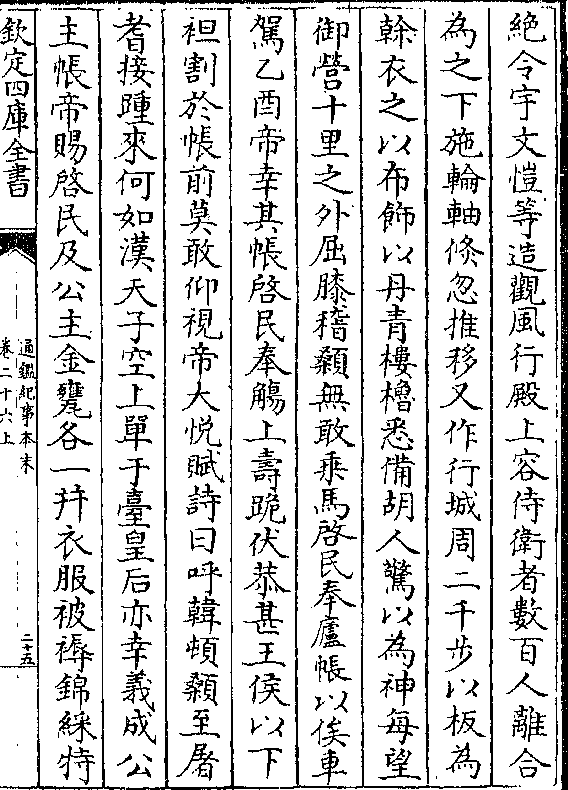 絶令宇文愷等造觀風行殿上容侍衛者數百人離合
為之下施輪軸倏忽推移又作行城周二千步以板為
榦衣之以布飾以丹青樓櫓悉備胡人驚以為神每望
御營十里之外屈膝稽顙無敢乘馬啓民奉廬帳以俟車
駕乙酉帝幸其帳啓民奉觴上壽跪伏恭甚王侯以下
袒割於帳前莫敢仰視帝大悅賦詩曰呼韓頓顙至屠
耆接踵來何如漢天子空上單于臺皇后亦幸義成公
主帳帝賜啓民及公主金甕各一并衣服被褥錦綵特
欽定四庫全書
通鑑紀事本末
卷二十六上
二十五